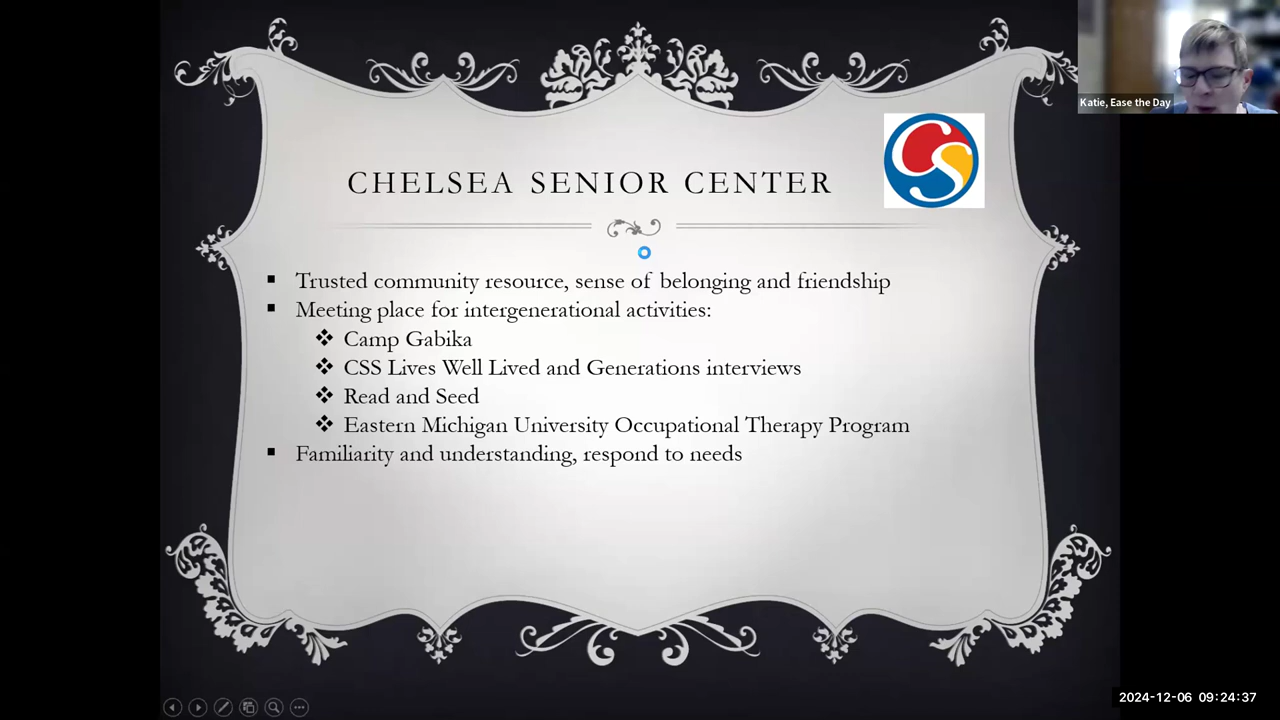 Katie, Ease the Day
CHELSEA SENIOR CENTER
CS
Trusted community resource, sense of belonging and friendship
Meeting place for intergenerational activities:
Camp Gabika
CSS Lives Well Lived and Generations interviews
Read and Seed
Eastern Michigan University Occupational Therapy Program
Familiarity and understanding, respond to needs
2024-12-06 09:24:37